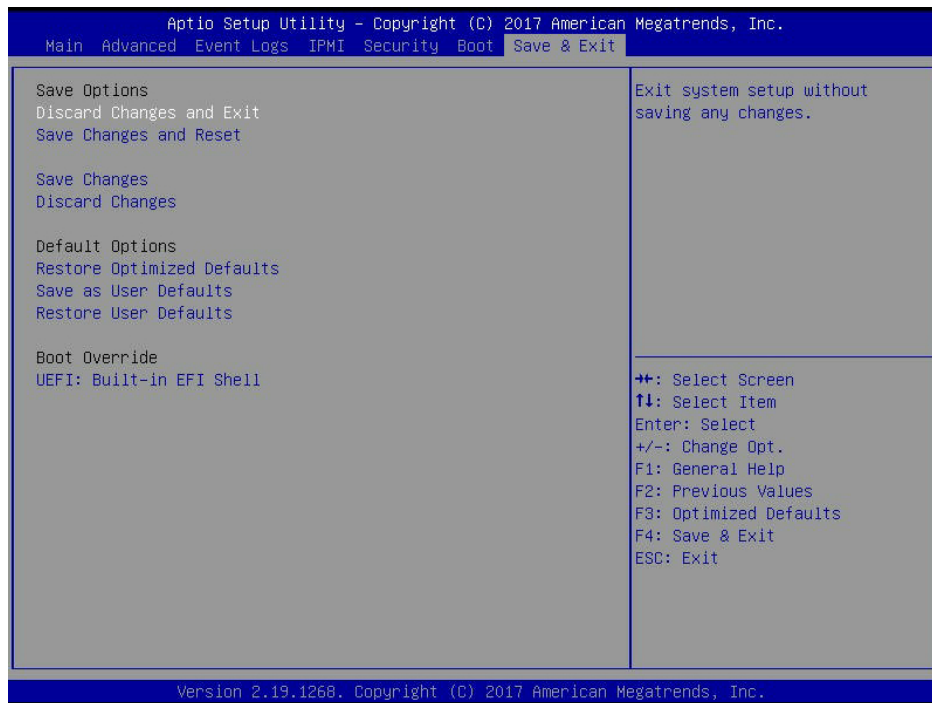 Aptio Setup Utility – Copyright (C) 2017 American Megatrends, Inc.
Main Advanced Event Logs IPMI Security Boot Save & Exit
Save Options
Discard Changes and Exit
Save Changes and Reset
Save Changes
Discard Changes
Default Options
Restore Optimized Defaults
Save as User Defaults
Restore User Defaults
Boot Override
UEFI: Built-in EFI Shell
Exit system setup without
saving any changes.
→←: Select Screen
↑↓: Select Item
Enter: Select
+/-: Change Opt.
F1: General Help
F2: Previous Values
F3: Optimized Defaults
F4: Save & Exit
ESC: Exit
Version 2.19.1268. Copyright (C) 2017 American Megatrends, Inc.